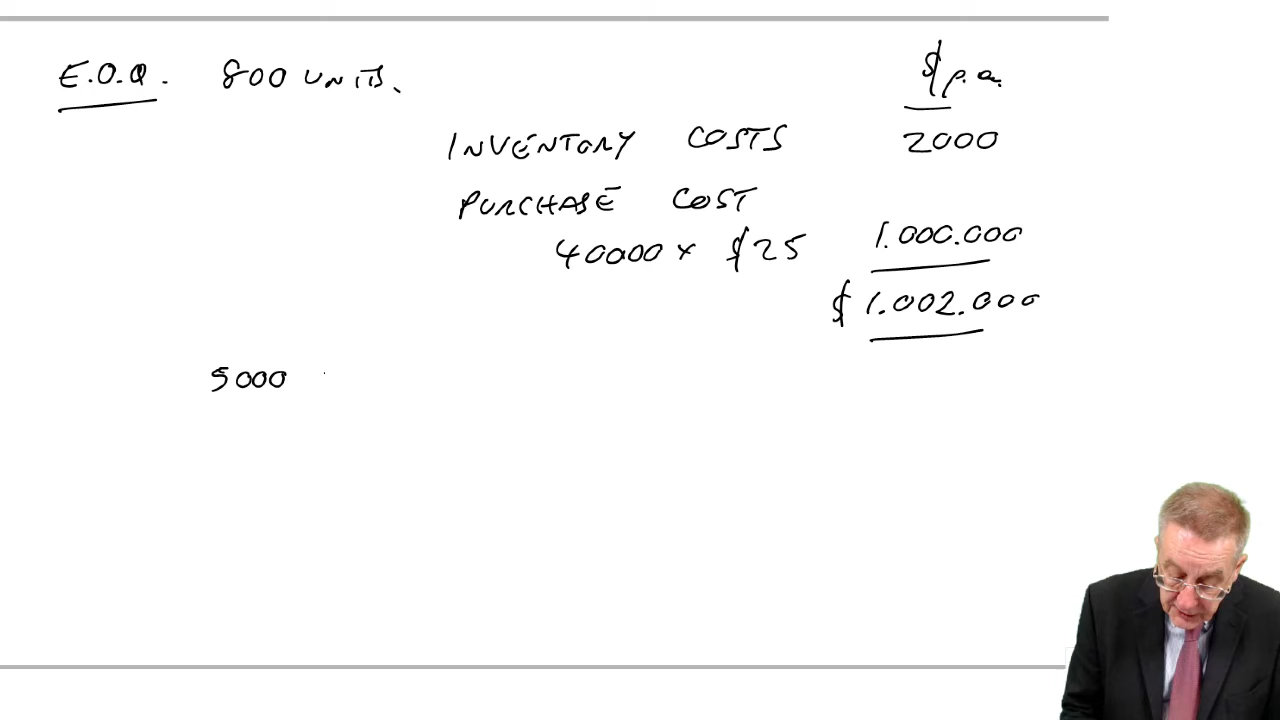 E.O.Q. 800 UNITS. $ p.a.
INVENTORY COSTS 2000
PURCHASE COST
40000 × $25 1.000.000
$ 1.002.000
5000